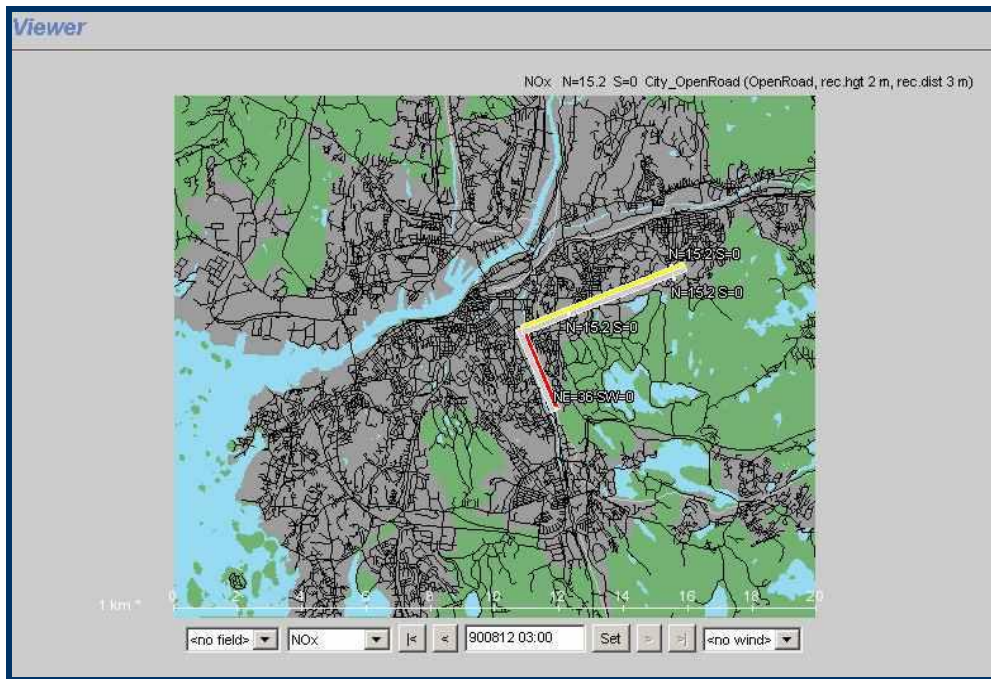 Viewer
NOx N=15.2 S=0 City_OpenRoad (OpenRoad, rec.hgt 2 m, rec.dist 3 m)
N=15.2 S=0
N=15.2 S=0
N=15.2 S=0
NE=36 SW=0
1 km * 0 2 4 6 8 10 12 14 16 18 20
<no field> NOx |< < 900812 03:00 Set > >| <no wind>